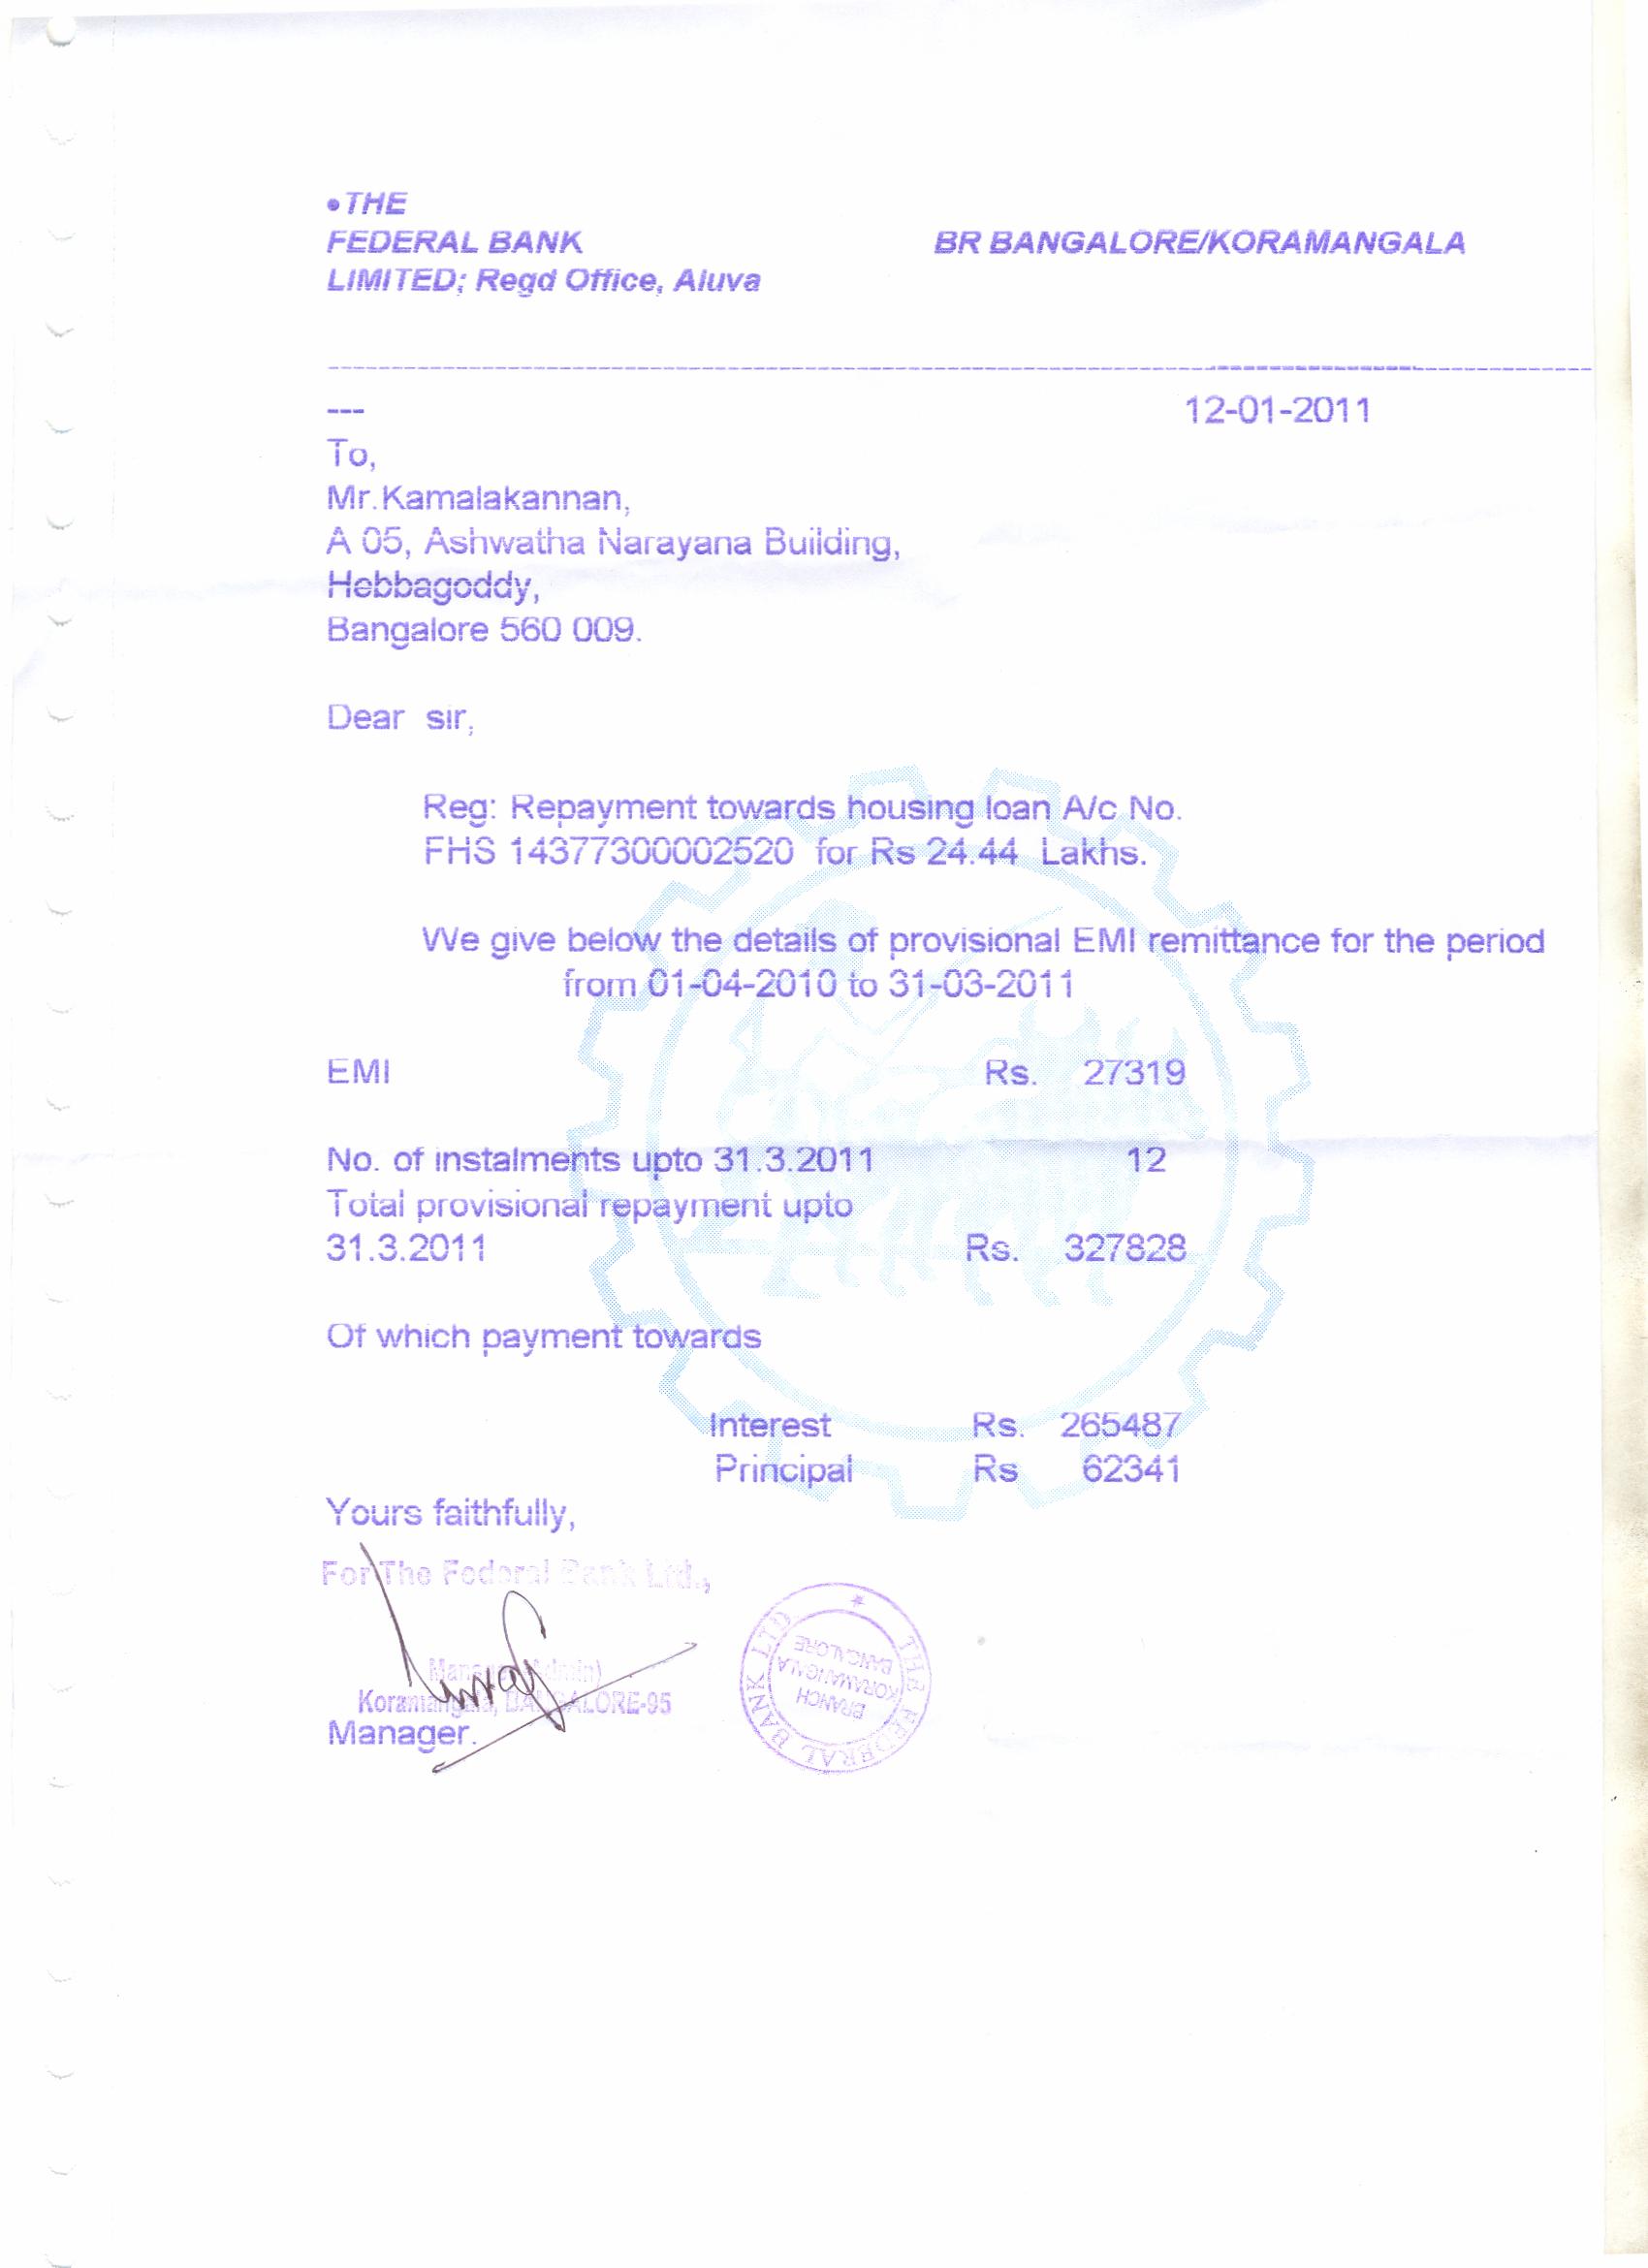 •THE
FEDERAL BANK BR BANGALORE/KORAMANGALA
LIMITED; Regd Office, Aluva
--- 12-01-2011
To,
Mr.Kamalakannan,
A 05, Ashwatha Narayana Building,
Hebbagoddy,
Bangalore 560 009.
Dear sir,
Reg: Repayment towards housing loan A/c No.
FHS 14377300002520 for Rs 24.44 Lakhs.
We give below the details of provisional EMI remittance for the period
from 01-04-2010 to 31-03-2011
EMI Rs. 27319
No. of instalments upto 31.3.2011 12
Total provisional repayment upto
31.3.2011 Rs. 327828
Of which payment towards
Interest Rs. 265487
Principal Rs 62341
Yours faithfully,
For The Federal Bank Ltd.,
Manager (Admin)
Koramangala, BANGALORE-95
Manager.
THE FEDERAL BANK LTD
BRANCH
KORAMANGALA
BANGALORE